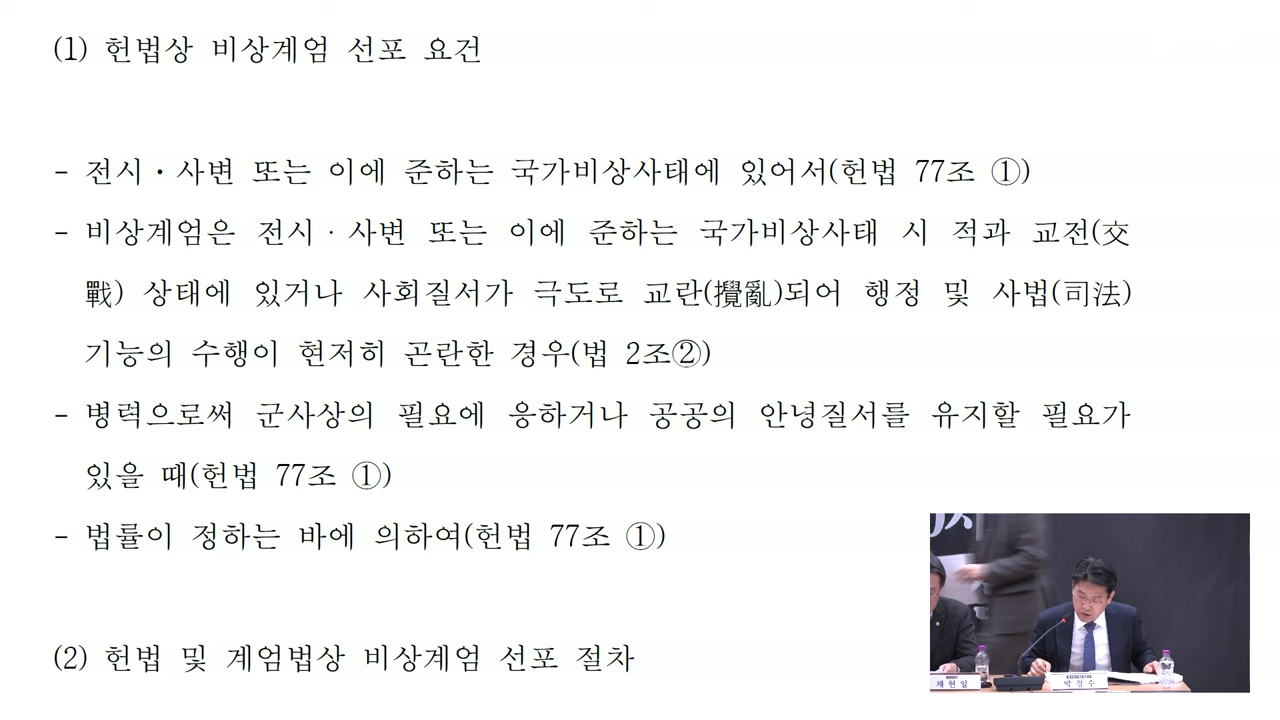 (1) 헌법상 비상계엄 선포 요건
- 전시·사변 또는 이에 준하는 국가비상사태에 있어서(헌법 77조 ①)
- 비상계엄은 전시·사변 또는 이에 준하는 국가비상사태 시 적과 교전(交
戰) 상태에 있거나 사회질서가 극도로 교란(攪亂)되어 행정 및 사법(司法)
기능의 수행이 현저히 곤란한 경우(법 2조②)
- 병력으로써 군사상의 필요에 응하거나 공공의 안녕질서를 유지할 필요가
있을 때(헌법 77조 ①)
- 법률이 정하는 바에 의하여(헌법 77조 ①)
(2) 헌법 및 계엄법상 비상계엄 선포 절차
채현일
박경수